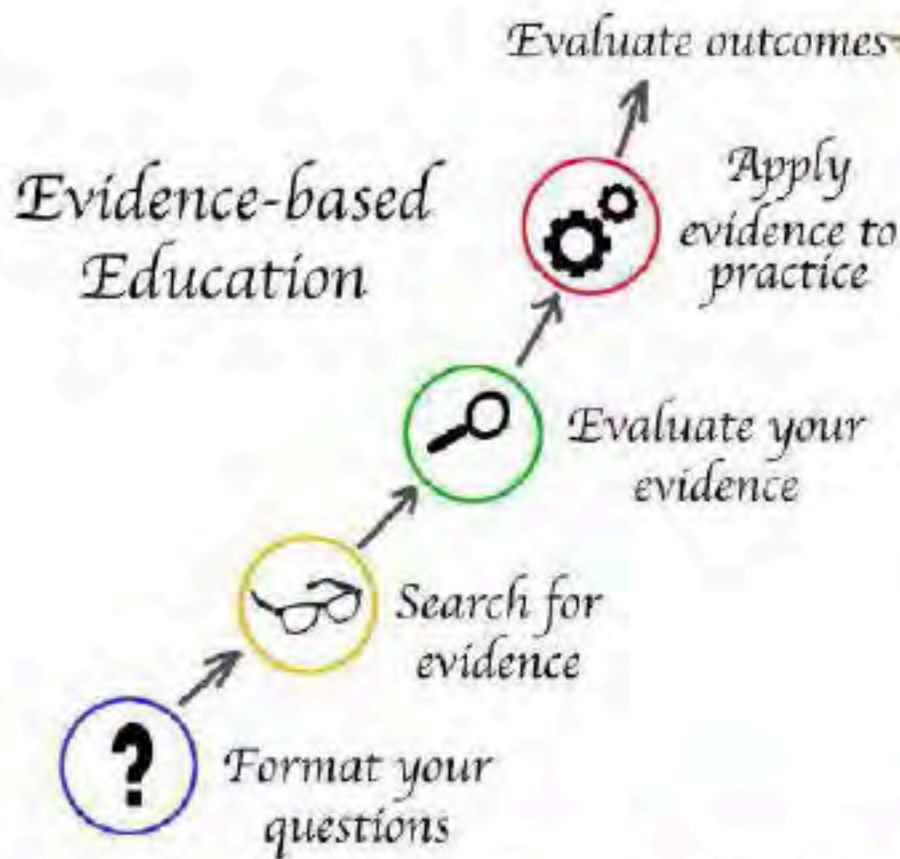 Evaluate outcomes
Evidence-based
Education
Apply
evidence to
practice
Evaluate your
evidence
Search for
evidence
Format your
questions